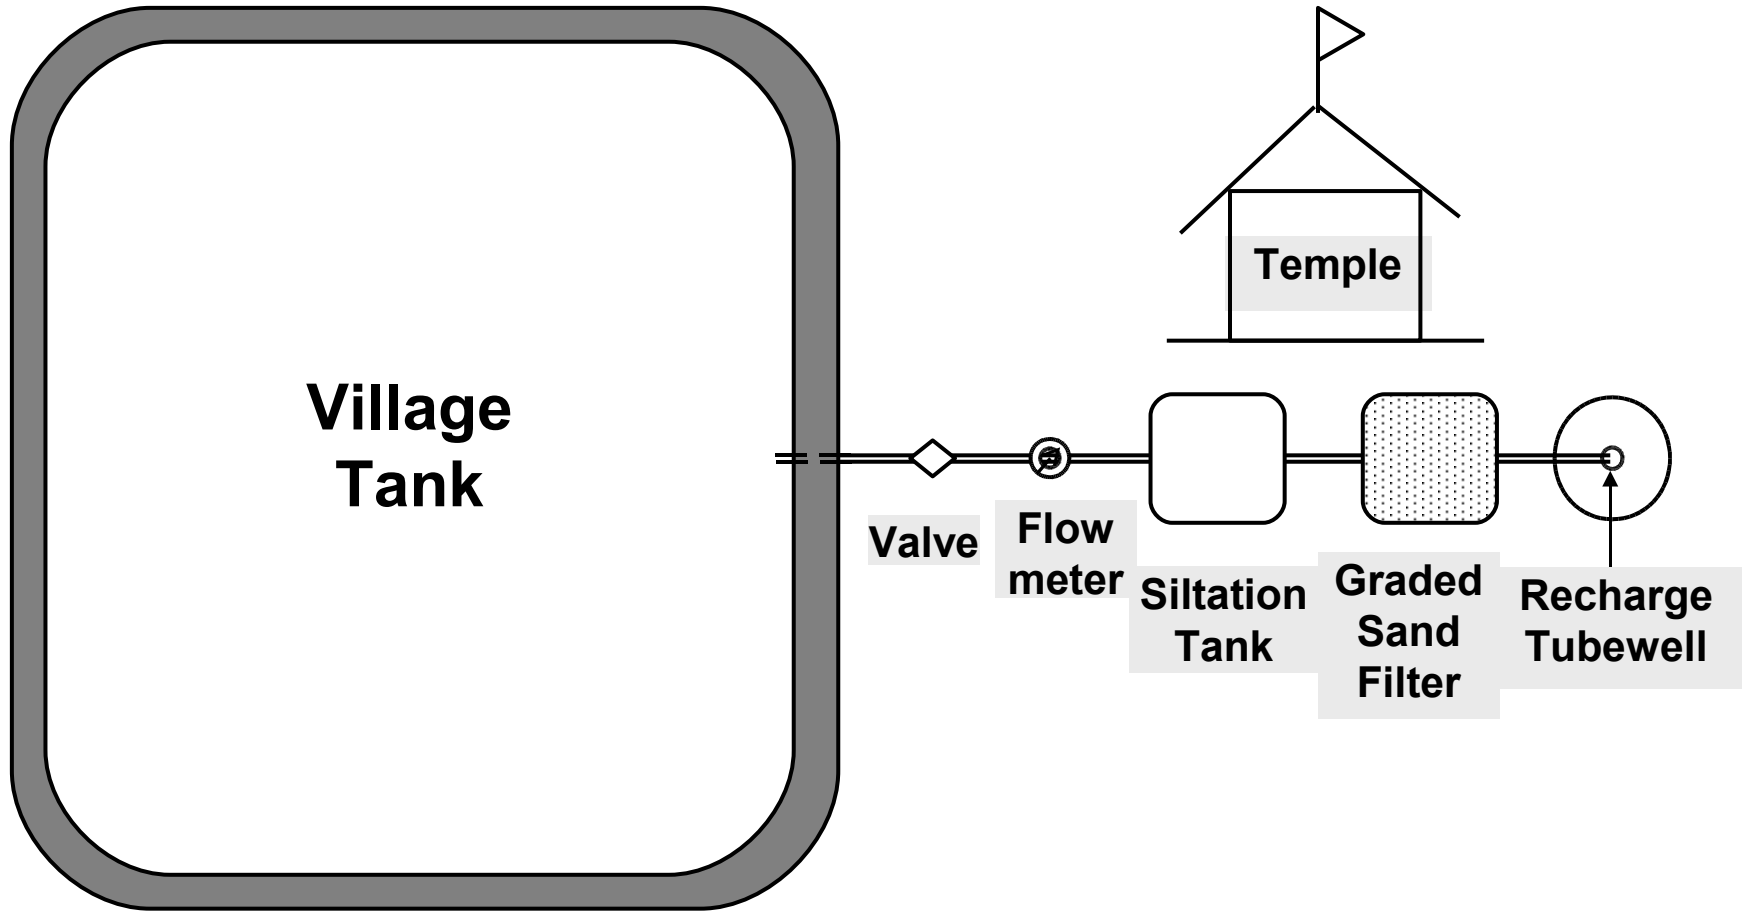 Temple
Village
Tank
Valve
Flow
meter
Siltation
Tank
Graded
Sand
Filter
Recharge
Tubewell